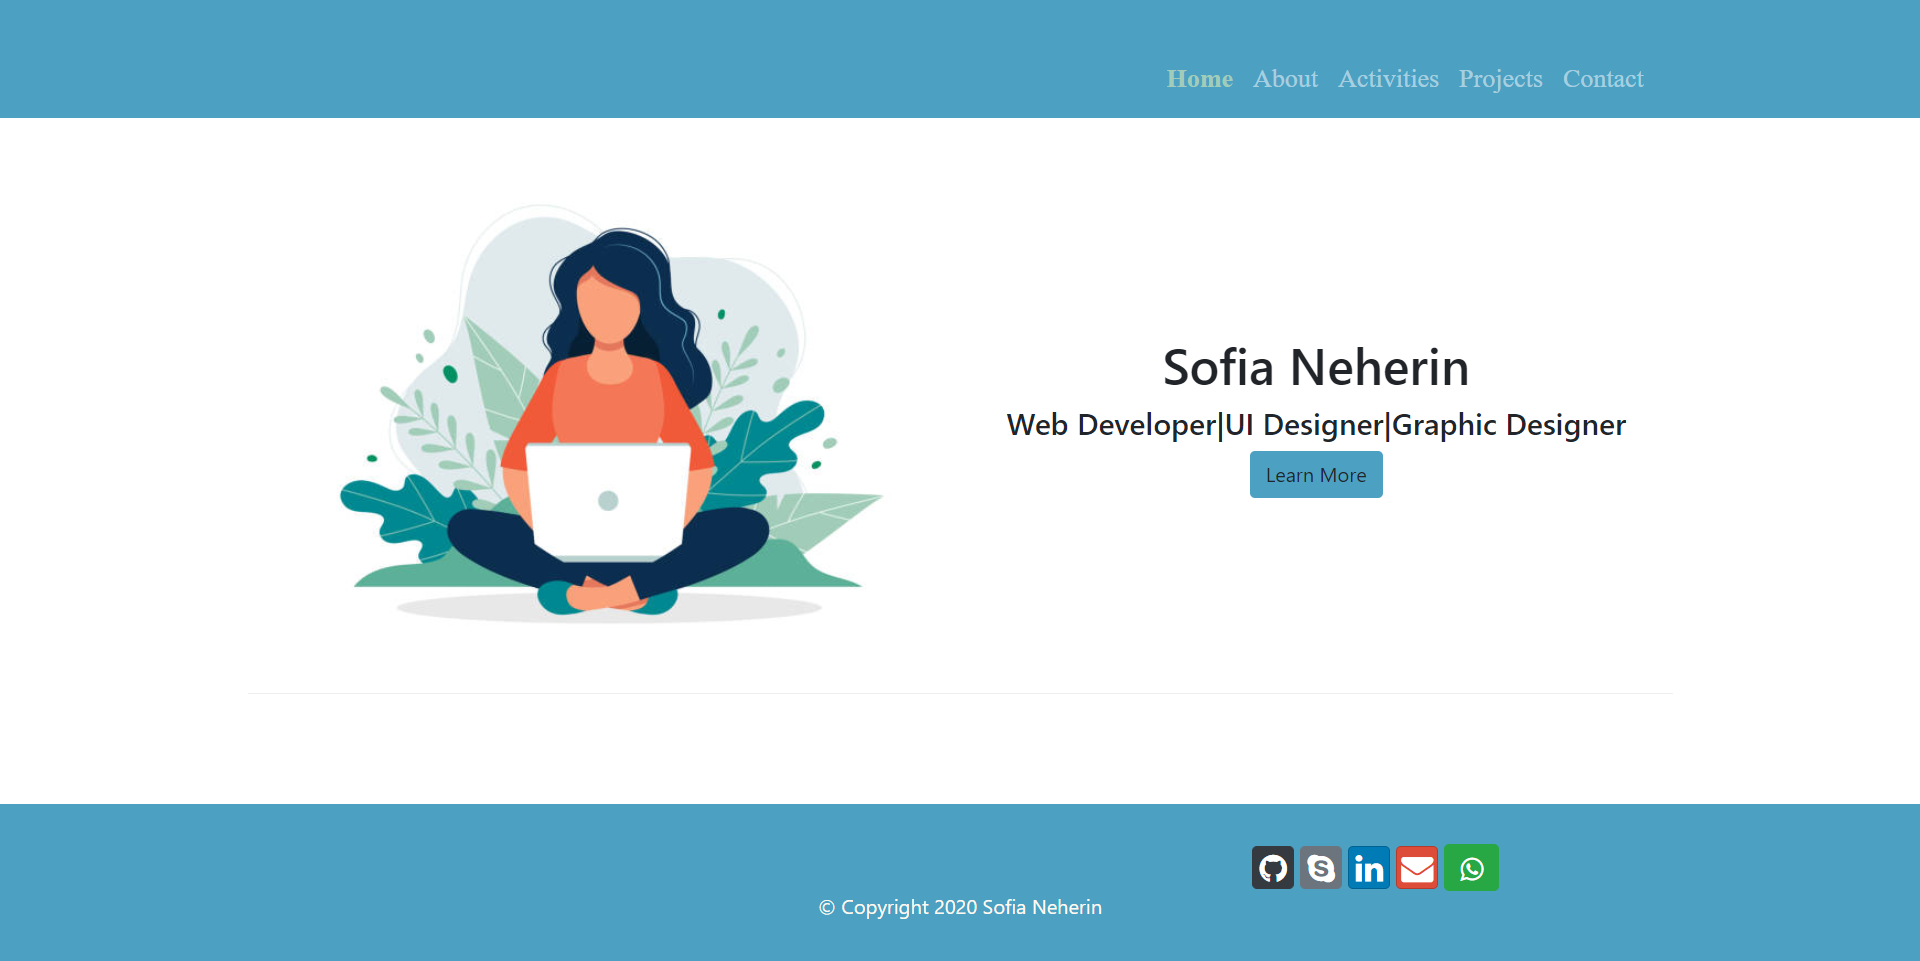 Home About Activities Projects Contact
Sofia Neherin
Web Developer|UI Designer|Graphic Designer
Learn More
© Copyright 2020 Sofia Neherin